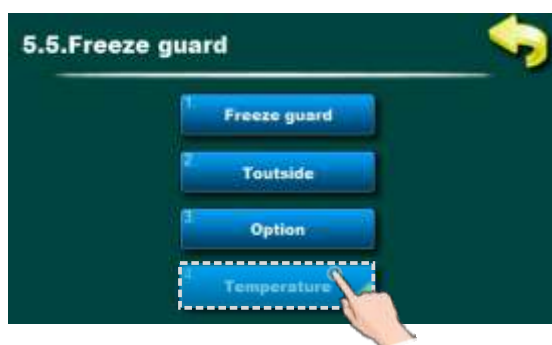 5.5.Freeze guard
1
Freeze guard
2
Toutside
3
Option
4
Temperature